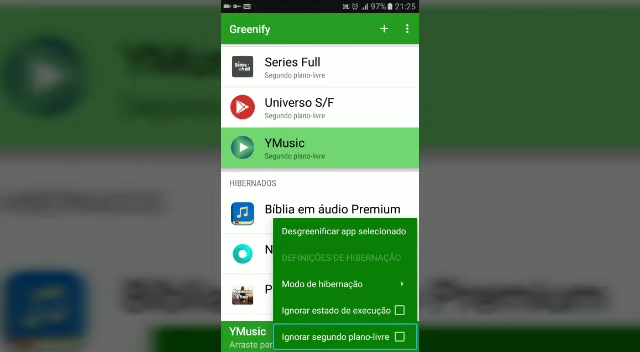 97% 21:25
Greenify
Series Full
Segundo plano-livre
Universo S/F
Segundo plano-livre
YMusic
Segundo plano-livre
HIBERNADOS
Bíblia em áudio Premium
N
P
Desgreenificar app selecionado
DEFINIÇÕES DE HIBERNAÇÃO
Modo de hibernação
Ignorar estado de execução
Ignorar segundo plano-livre
YMusic
Arraste par